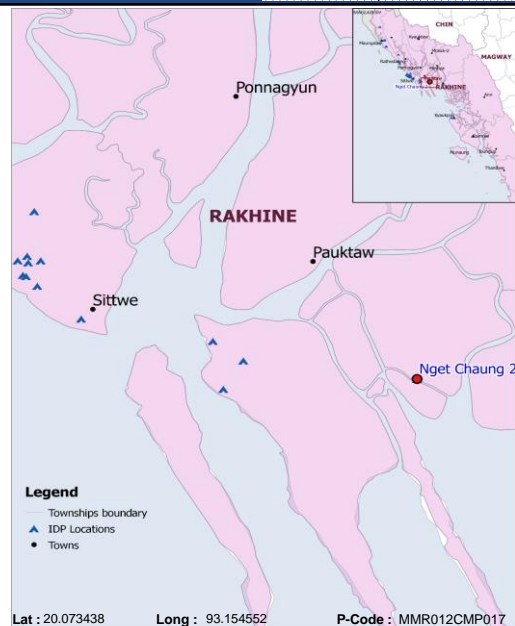 CHIN
MAGWAY
RAKHINE
Ponnagyun
RAKHINE
Pauktaw
Sittwe
Nget Chaung 2
Legend
Townships boundary
IDP Locations
Towns
Lat : 20.073438 Long : 93.154552 P-Code : MMR012CMP017